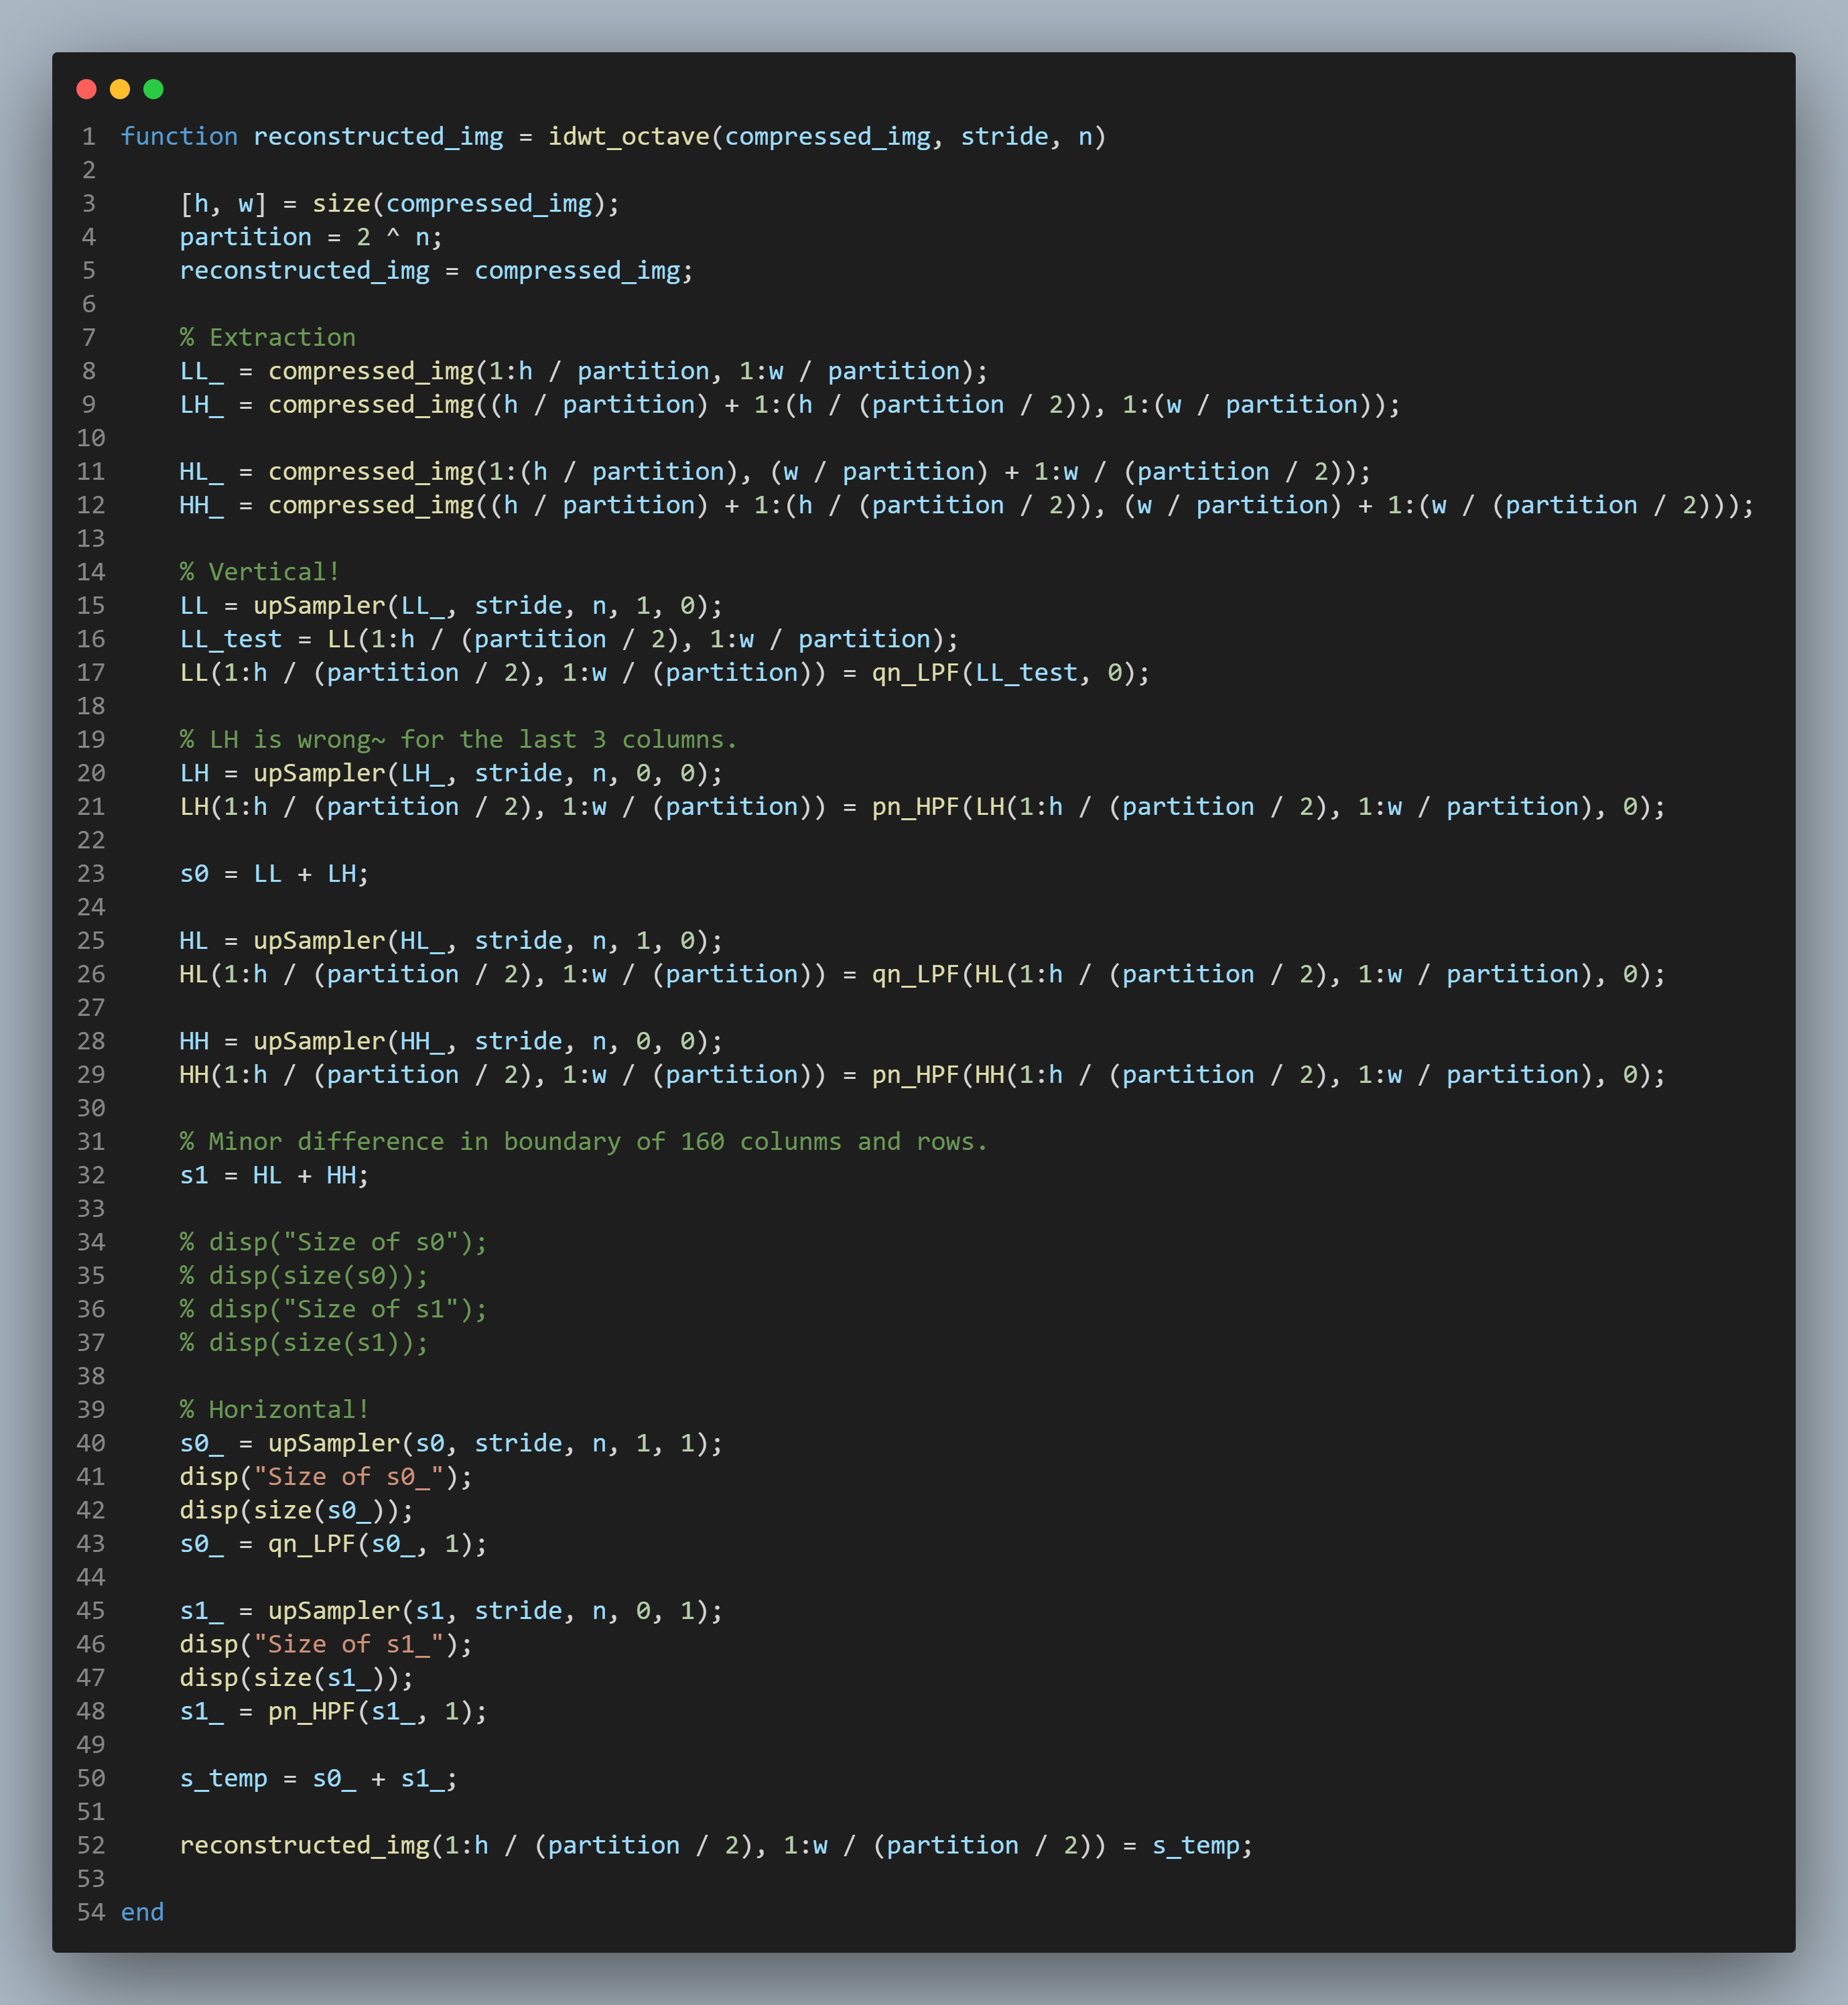 1 function reconstructed_img = idwt_octave(compressed_img, stride, n)
2
3     [h, w] = size(compressed_img);
4     partition = 2 ^ n;
5     reconstructed_img = compressed_img;
6
7     % Extraction
8     LL_ = compressed_img(1:h / partition, 1:w / partition);
9     LH_ = compressed_img((h / partition) + 1:(h / (partition / 2)), 1:(w / partition));
10
11     HL_ = compressed_img(1:(h / partition), (w / partition) + 1:w / (partition / 2));
12     HH_ = compressed_img((h / partition) + 1:(h / (partition / 2)), (w / partition) + 1:(w / (partition / 2)));
13
14     % Vertical!
15     LL = upSampler(LL_, stride, n, 1, 0);
16     LL_test = LL(1:h / (partition / 2), 1:w / partition);
17     LL(1:h / (partition / 2), 1:w / (partition)) = qn_LPF(LL_test, 0);
18
19     % LH is wrong~ for the last 3 columns.
20     LH = upSampler(LH_, stride, n, 0, 0);
21     LH(1:h / (partition / 2), 1:w / (partition)) = pn_HPF(LH(1:h / (partition / 2), 1:w / partition), 0);
22
23     s0 = LL + LH;
24
25     HL = upSampler(HL_, stride, n, 1, 0);
26     HL(1:h / (partition / 2), 1:w / (partition)) = qn_LPF(HL(1:h / (partition / 2), 1:w / partition), 0);
27
28     HH = upSampler(HH_, stride, n, 0, 0);
29     HH(1:h / (partition / 2), 1:w / (partition)) = pn_HPF(HH(1:h / (partition / 2), 1:w / partition), 0);
30
31     % Minor difference in boundary of 160 colunms and rows.
32     s1 = HL + HH;
33
34     % disp("Size of s0");
35     % disp(size(s0));
36     % disp("Size of s1");
37     % disp(size(s1));
38
39     % Horizontal!
40     s0_ = upSampler(s0, stride, n, 1, 1);
41     disp("Size of s0_");
42     disp(size(s0_));
43     s0_ = qn_LPF(s0_, 1);
44
45     s1_ = upSampler(s1, stride, n, 0, 1);
46     disp("Size of s1_");
47     disp(size(s1_));
48     s1_ = pn_HPF(s1_, 1);
49
50     s_temp = s0_ + s1_;
51
52     reconstructed_img(1:h / (partition / 2), 1:w / (partition / 2)) = s_temp;
53
54 end